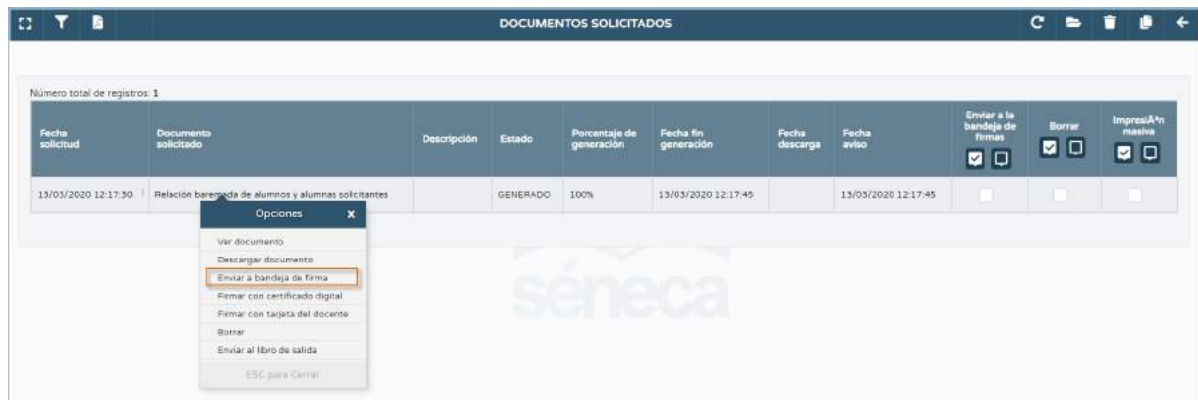 DOCUMENTOS SOLICITADOS
Número total de registros: 1
Fecha
solicitud
Documento
solicitado
Descripción
Estado
Porcentaje de
generación
Fecha fin
generación
Fecha
descarga
Fecha
aviso
Enviar a la
bandeja de
firmas
Borrar
ImpresiÃ³n
masiva
13/03/2020 12:17:30
Relación baremada de alumnos y alumnas solicitantes
GENERADO
100%
13/03/2020 12:17:45
13/03/2020 12:17:45
Opciones
X
Ver documento
Descargar documento
Enviar a bandeja de firma
Firmar con certificado digital
Firmar con tarjeta del docente
Borrar
Enviar al libro de salida
ESC para Cerrar
séneca